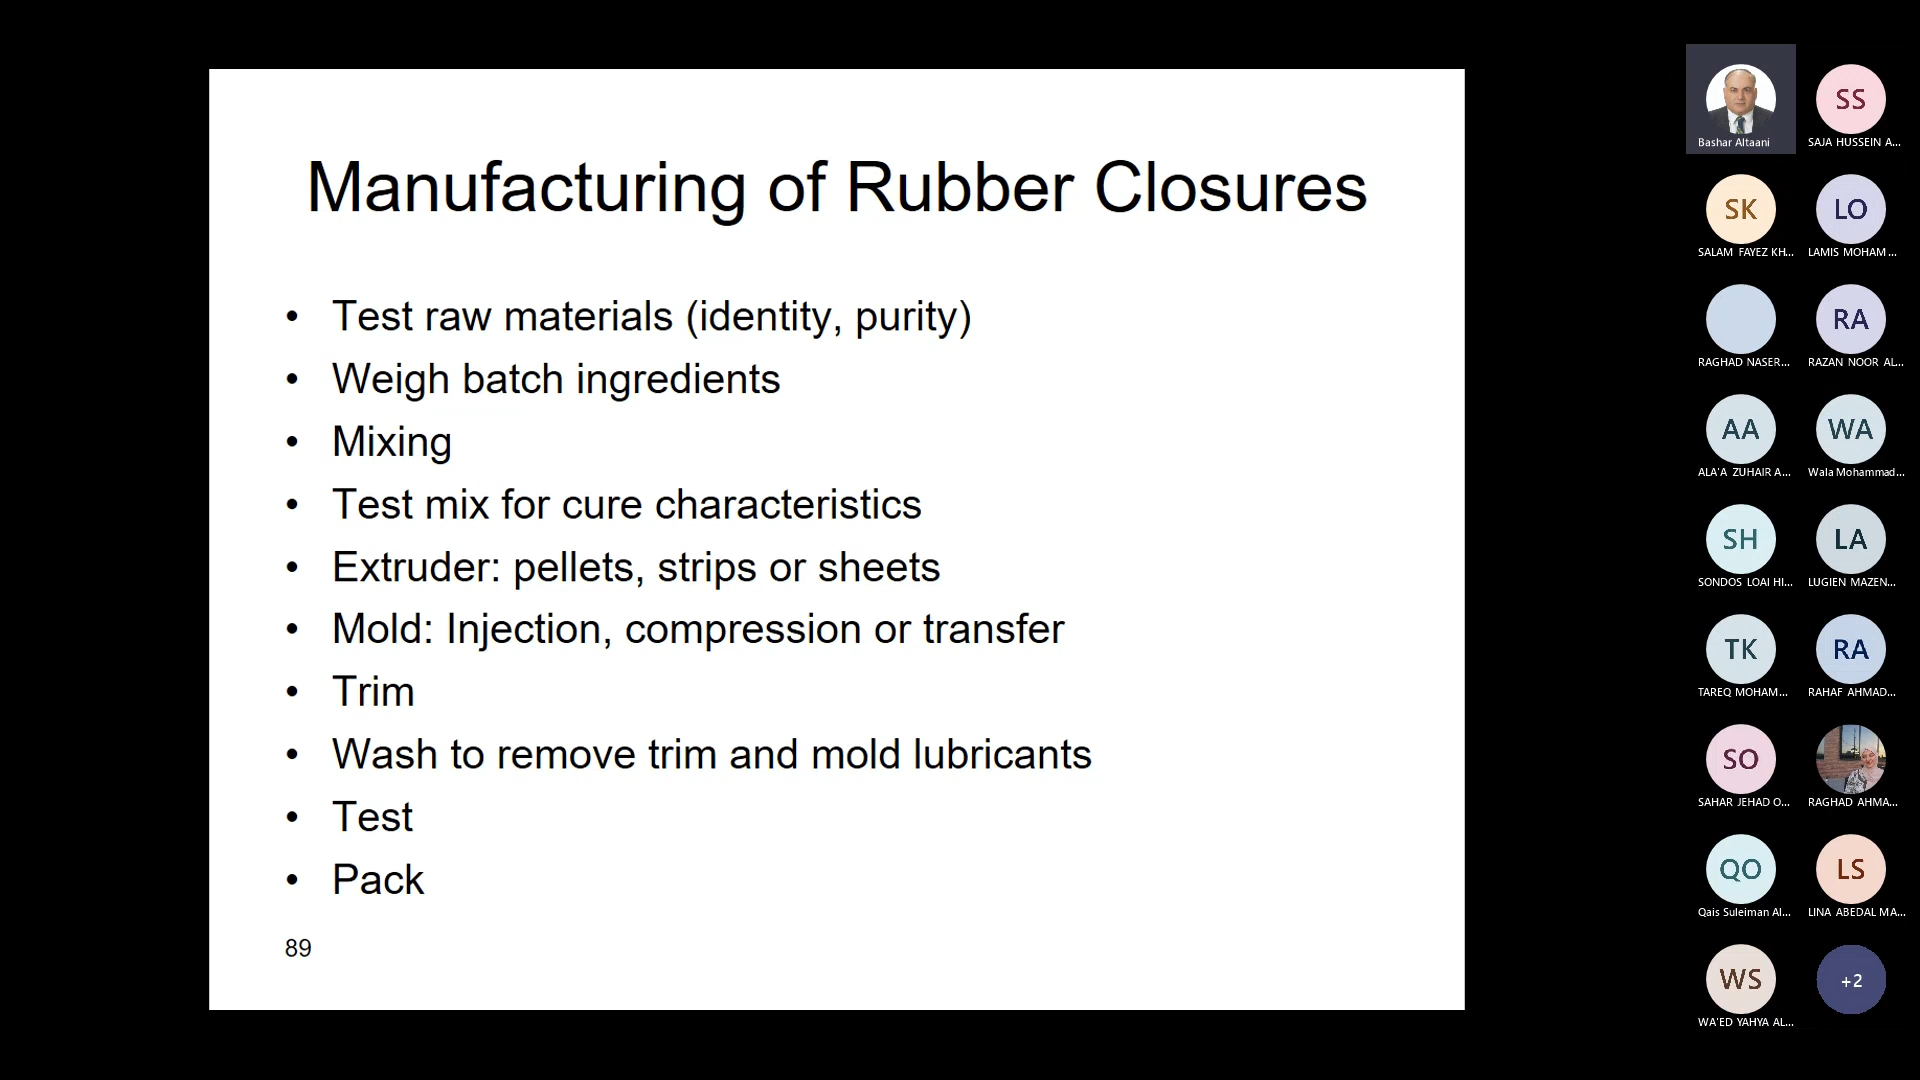 Manufacturing of Rubber Closures
• Test raw materials (identity, purity)
• Weigh batch ingredients
• Mixing
• Test mix for cure characteristics
• Extruder: pellets, strips or sheets
• Mold: Injection, compression or transfer
• Trim
• Wash to remove trim and mold lubricants
• Test
• Pack
89
Bashar Altaani
SS
SAJA HUSSEIN A...
SK
SALAM FAYEZ KH...
LO
LAMIS MOHAM...
RAGHAD NASER...
RA
RAZAN NOOR AL...
AA
ALA'A ZUHAIR A...
WA
Wala Mohammad...
SH
SONDOS LOAI HI...
LA
LUGIEN MAZEN...
TK
TAREQ MOHAM...
RA
RAHAF AHMAD...
SO
SAHAR JEHAD O...
RAGHAD AHMA...
QO
Qais Suleiman Al...
LS
LINA ABEDAL MA...
WS
WA'ED YAHYA AL...
+2